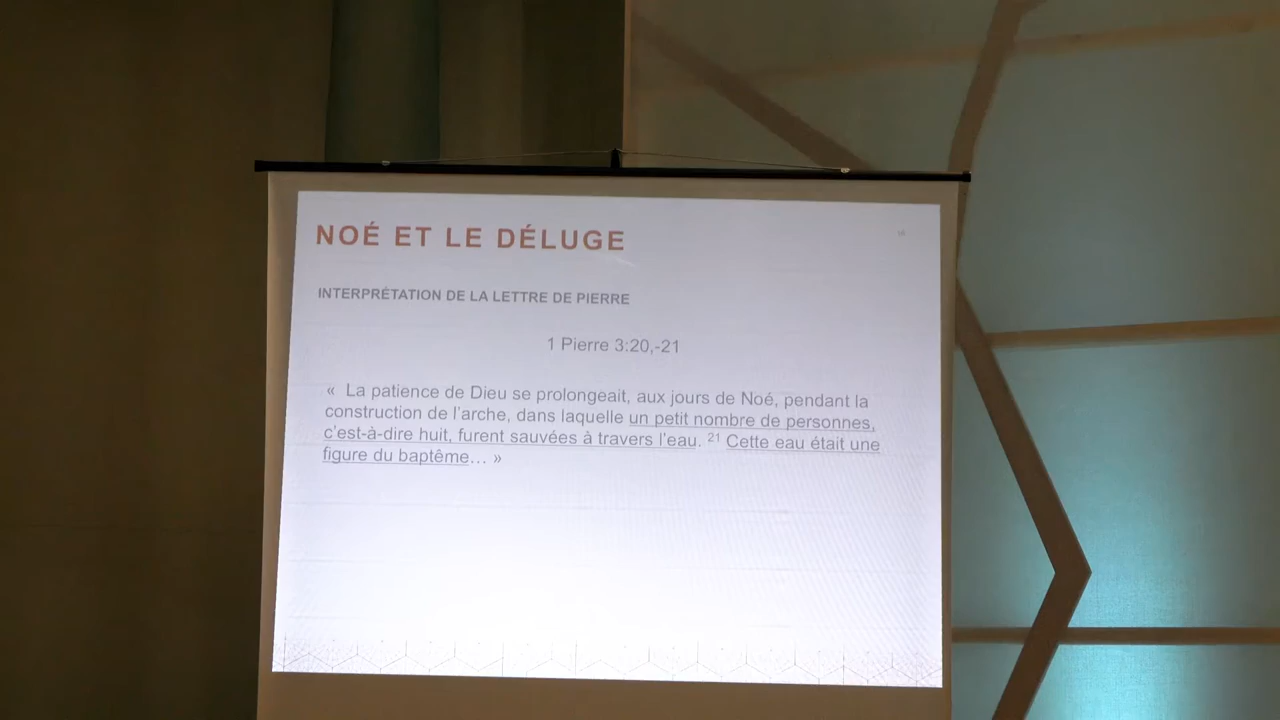 NOÉ ET LE DÉLUGE
INTERPRÉTATION DE LA LETTRE DE PIERRE
1 Pierre 3:20,-21
« La patience de Dieu se prolongeait, aux jours de Noé, pendant la
construction de l'arche, dans laquelle un petit nombre de personnes,
c'est-à-dire huit, furent sauvées à travers l'eau. ²¹ Cette eau était une
figure du baptême… »